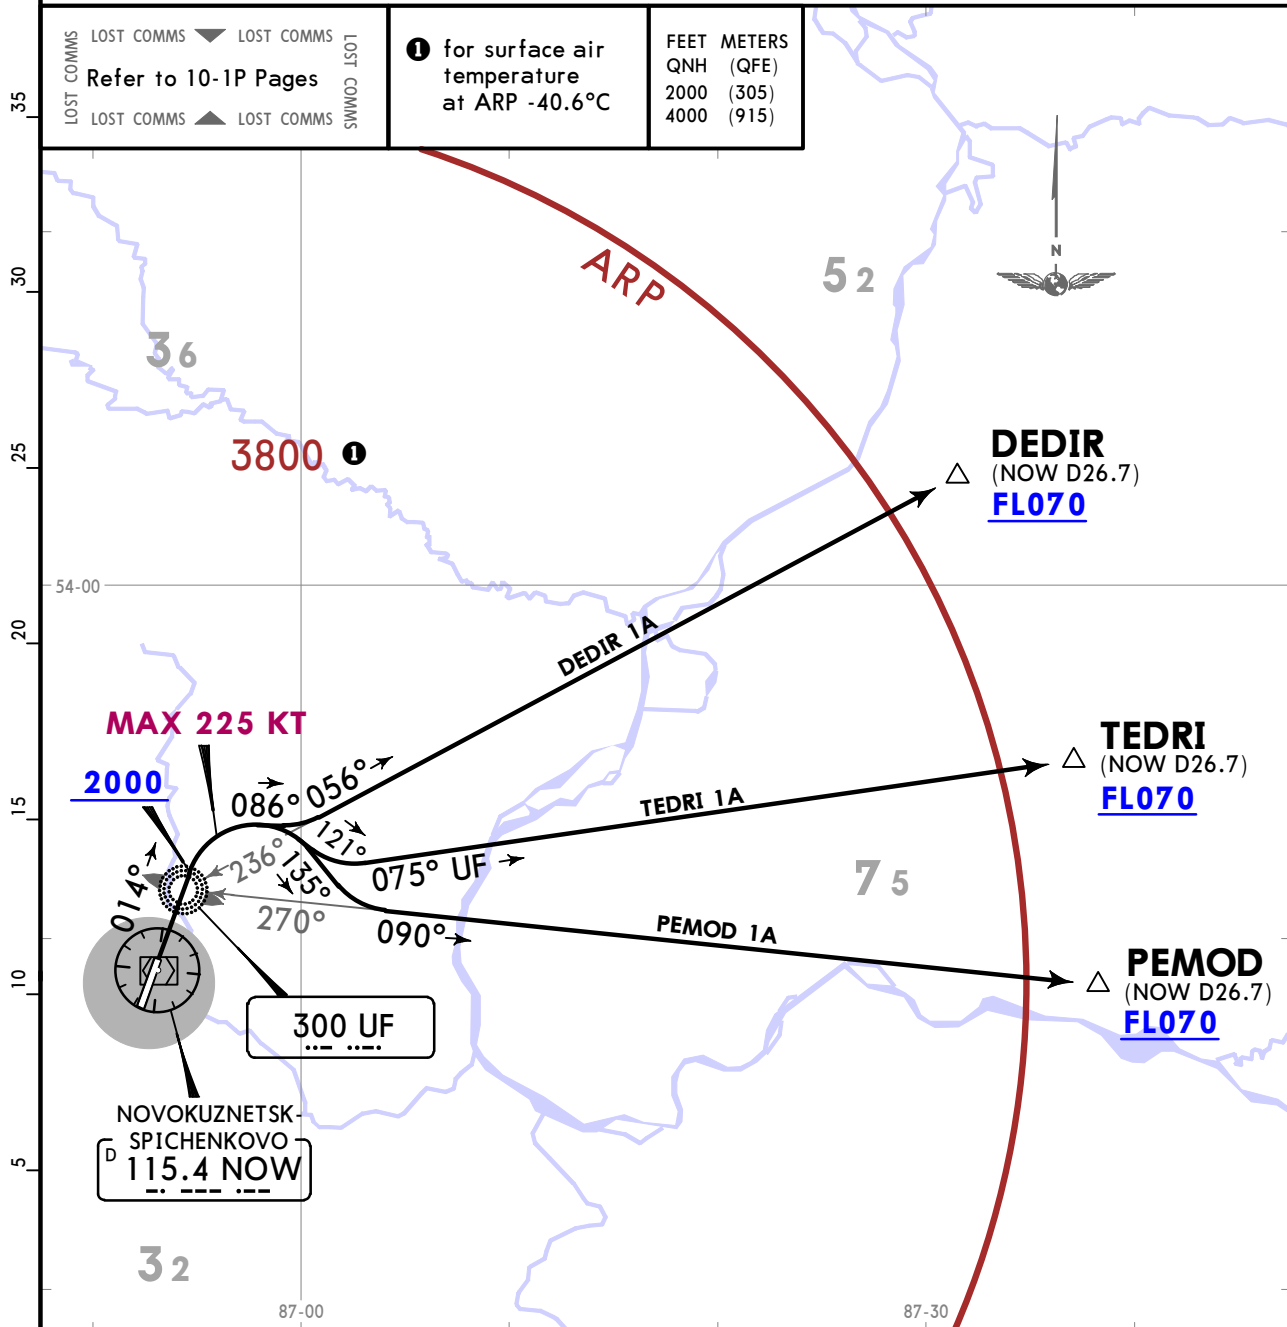 LOST COMMS LOST COMMS
LOST COMMS
Refer to 10-1P Pages
LOST COMMS
LOST COMMS LOST COMMS
1 for surface air
temperature
at ARP -40.6°C
FEET METERS
QNH (QFE)
2000 (305)
4000 (915)
35
30
25
20
15
10
5
ARP
N
52
36
3800 1
DEDIR
(NOW D26.7)
FL070
54-00
DEDIR 1A
MAX 225 KT
2000
TEDRI
(NOW D26.7)
FL070
086° 056°
TEDRI 1A
121°
236°
135°
075° UF
014°
75
270°
090°
PEMOD 1A
PEMOD
(NOW D26.7)
FL070
300 UF
NOVOKUZNETSK-
SPICHENKOVO
D 115.4 NOW
32
87-00
87-30